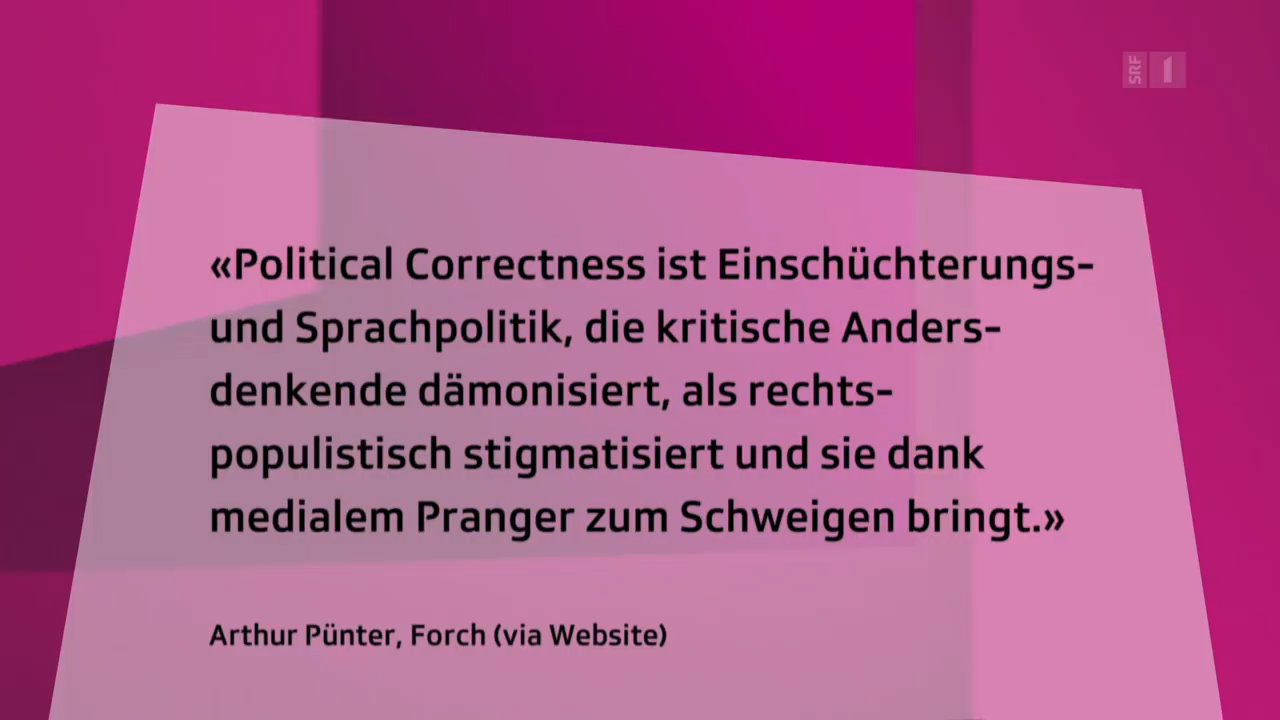 SRF 1
«Political Correctness ist Einschüchterungs-
und Sprachpolitik, die kritische Anders-
denkende dämonisiert, als rechts-
populistisch stigmatisiert und sie dank
medialem Pranger zum Schweigen bringt.»
Arthur Pünter, Forch (via Website)